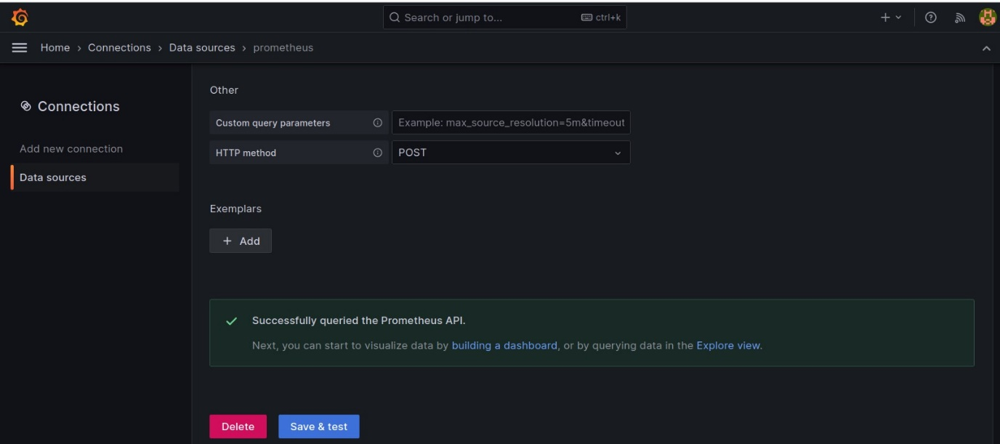 Search or jump to... ctrl+k
Home › Connections › Data sources › prometheus
Connections
Add new connection
Data sources
Other
Custom query parameters Example: max_source_resolution=5m&timeout
HTTP method POST
Exemplars
+ Add
Successfully queried the Prometheus API.
Next, you can start to visualize data by building a dashboard, or by querying data in the Explore view.
Delete Save & test